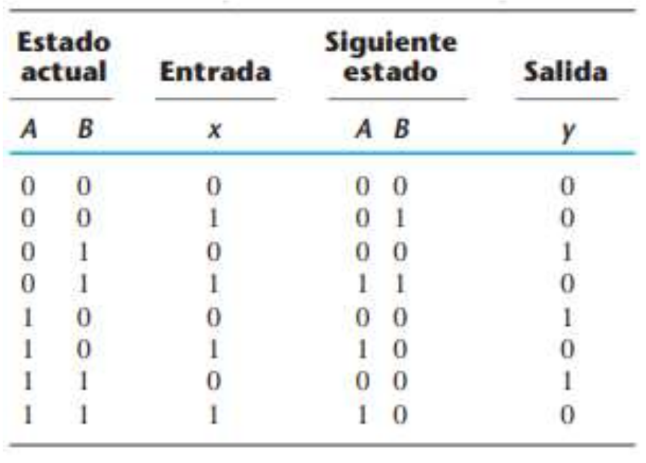 Estado actual Entrada Siguiente estado Salida
A B x A B y
0 0 0 0 0 0
0 0 1 0 1 0
0 1 0 0 0 1
0 1 1 1 1 0
1 0 0 0 0 1
1 0 1 1 0 0
1 1 0 0 0 1
1 1 1 1 0 0